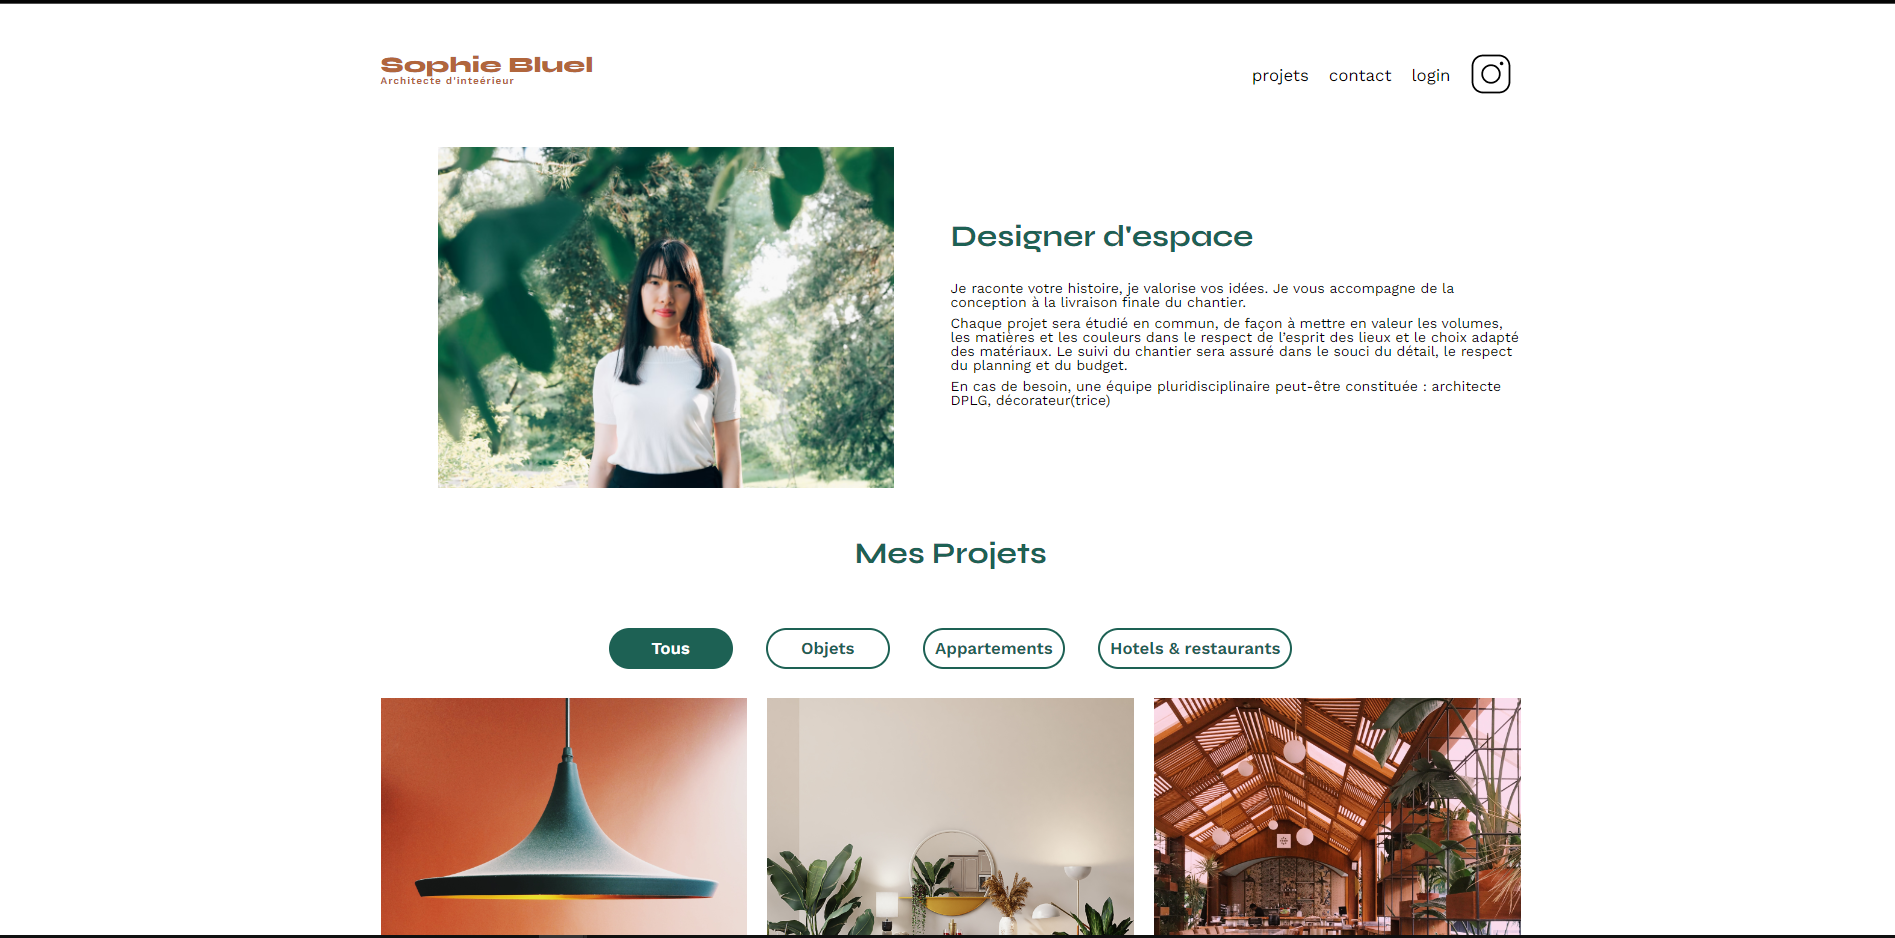 Sophie Bluel
Architecte d'inteérieur
projets contact login
Designer d'espace
Je raconte votre histoire, je valorise vos idées. Je vous accompagne de la
conception à la livraison finale du chantier.
Chaque projet sera étudié en commun, de façon à mettre en valeur les volumes,
les matières et les couleurs dans le respect de l'esprit des lieux et le choix adapté
des matériaux. Le suivi du chantier sera assuré dans le souci du détail, le respect
du planning et du budget.
En cas de besoin, une équipe pluridisciplinaire peut-être constituée : architecte
DPLG, décorateur(trice)
Mes Projets
Tous Objets Appartements Hotels & restaurants